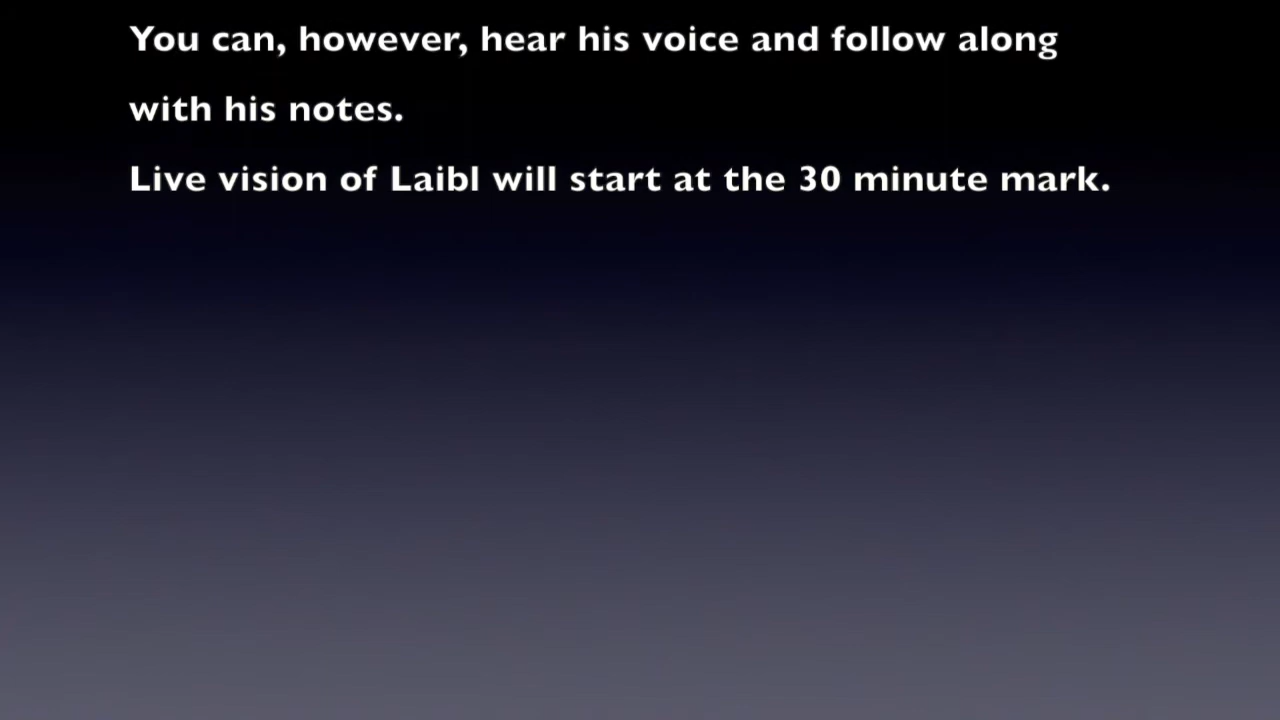 You can, however, hear his voice and follow along
with his notes.
Live vision of Laibl will start at the 30 minute mark.